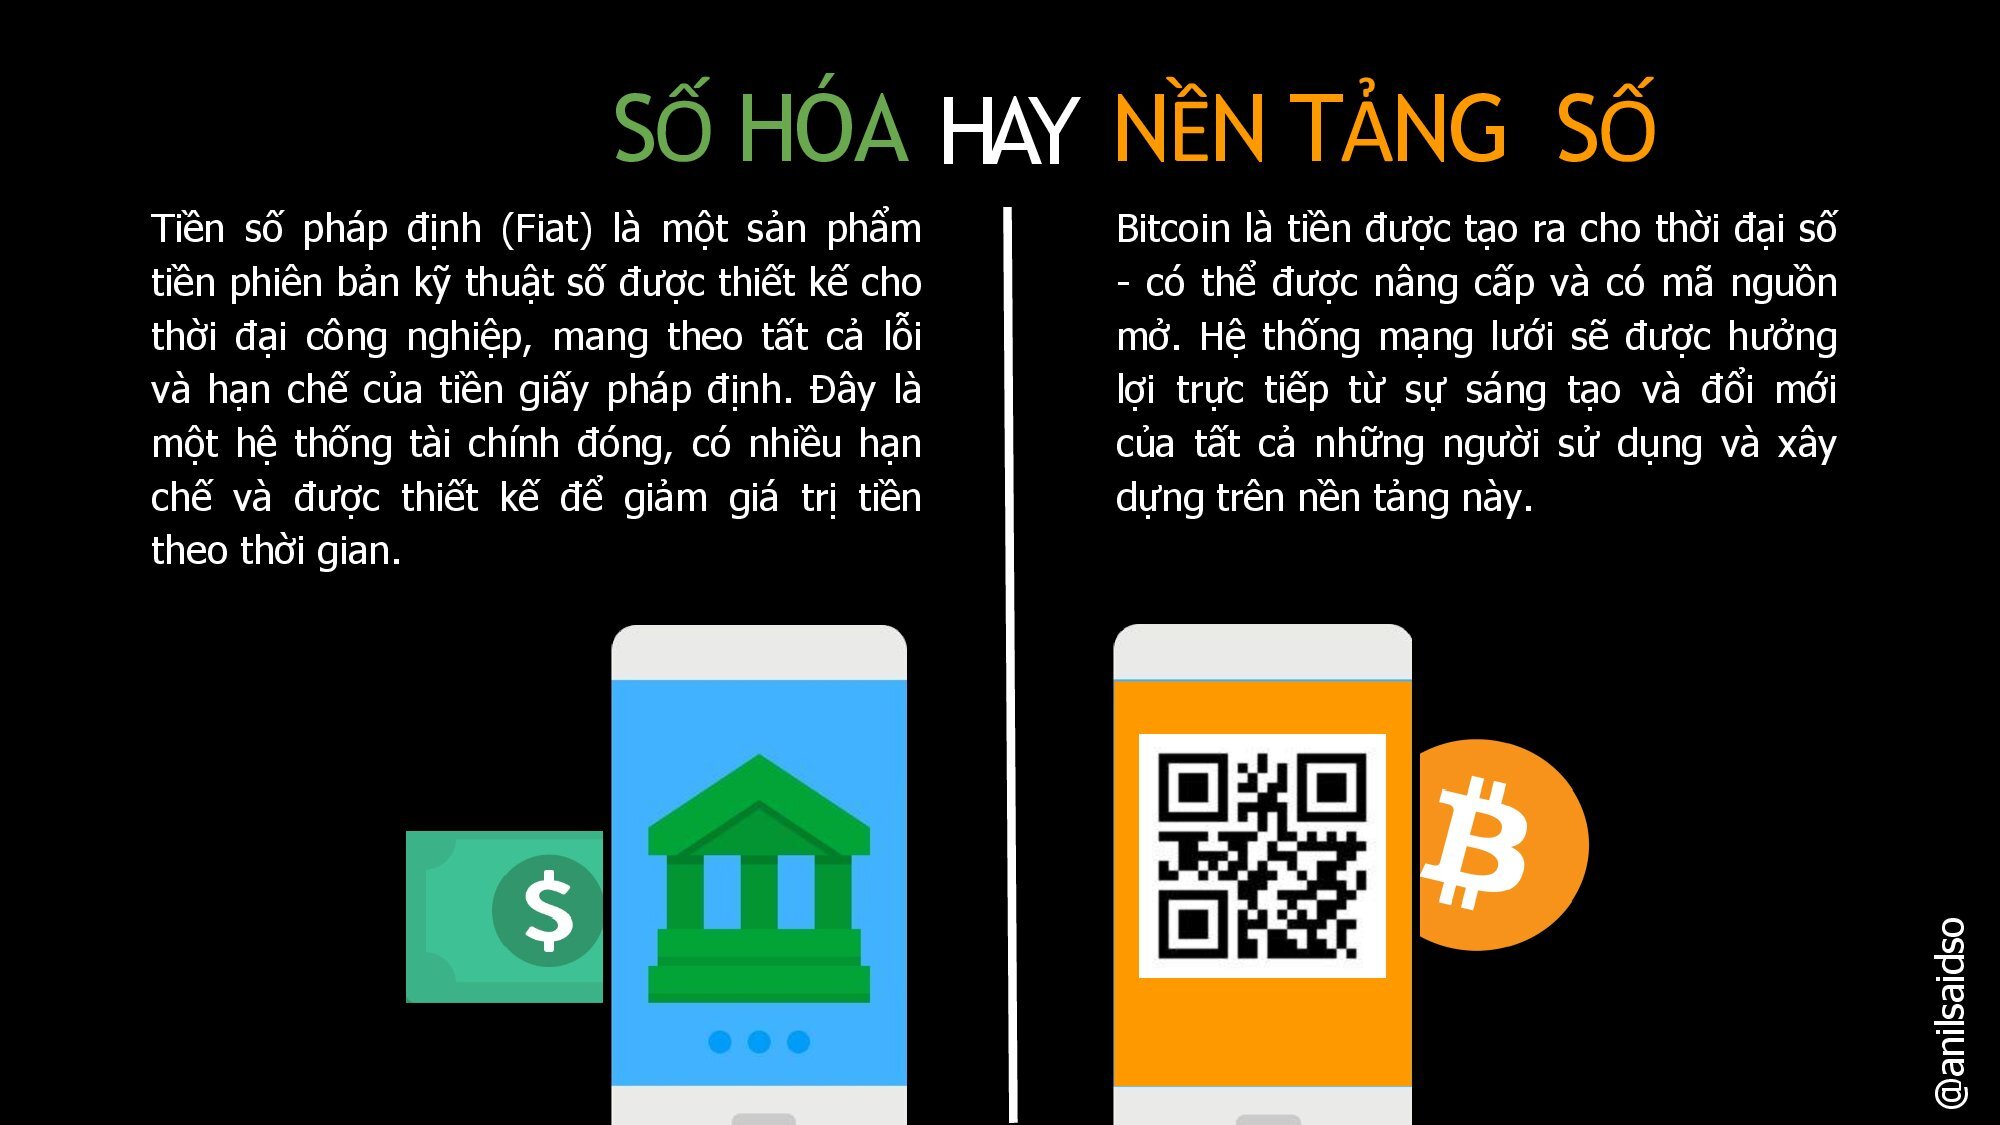 SỐ HÓA HAY NỀN TẢNG SỐ
Tiền số pháp định (Fiat) là một sản phẩm
tiền phiên bản kỹ thuật số được thiết kế cho
thời đại công nghiệp, mang theo tất cả lỗi
và hạn chế của tiền giấy pháp định. Đây là
một hệ thống tài chính đóng, có nhiều hạn
chế và được thiết kế để giảm giá trị tiền
theo thời gian.
Bitcoin là tiền được tạo ra cho thời đại số
- có thể được nâng cấp và có mã nguồn
mở. Hệ thống mạng lưới sẽ được hưởng
lợi trực tiếp từ sự sáng tạo và đổi mới
của tất cả những người sử dụng và xây
dựng trên nền tảng này.
$
₿
@anilsaidso